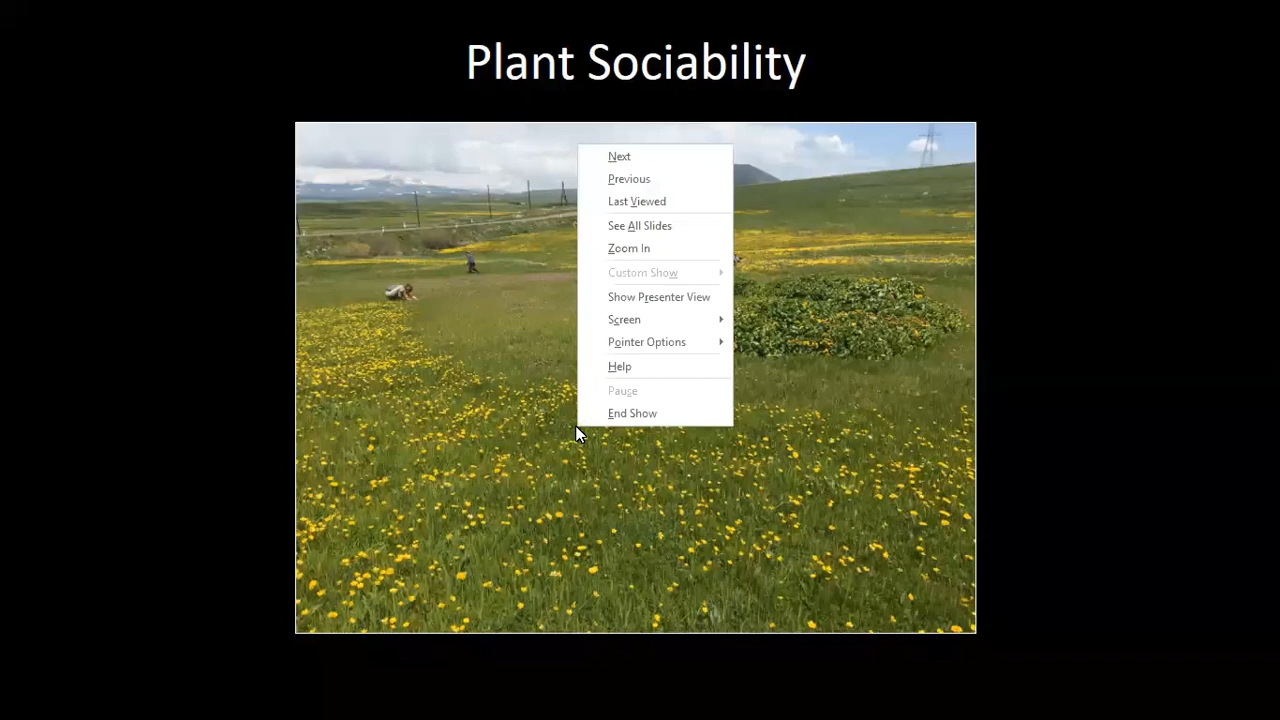 Plant Sociability
Next
Previous
Last Viewed
See All Slides
Zoom In
Custom Show
Show Presenter View
Screen
Pointer Options
Help
Pause
End Show